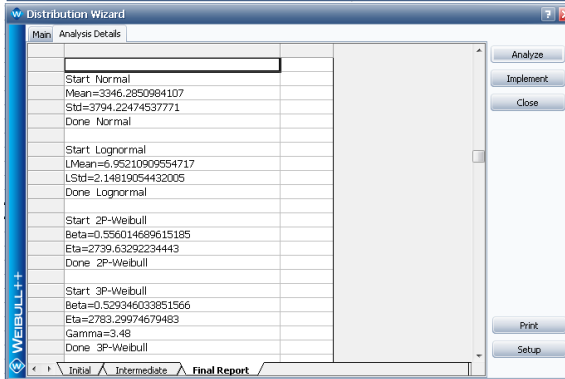 Distribution Wizard
Main Analysis Details
Start Normal
Mean=3346.2850984107
Std=3794.22474537771
Done Normal
Start Lognormal
LMean=6.95210909554717
LStd=2.14819054432005
Done Lognormal
Start 2P-Weibull
Beta=0.556014689615185
Eta=2739.63292234443
Done 2P-Weibull
Start 3P-Weibull
Beta=0.529346033851566
Eta=2783.29974679483
Gamma=3.48
Done 3P-Weibull
Initial Intermediate Final Report
Analyze
Implement
Close
Print
Setup
WEIBULL++